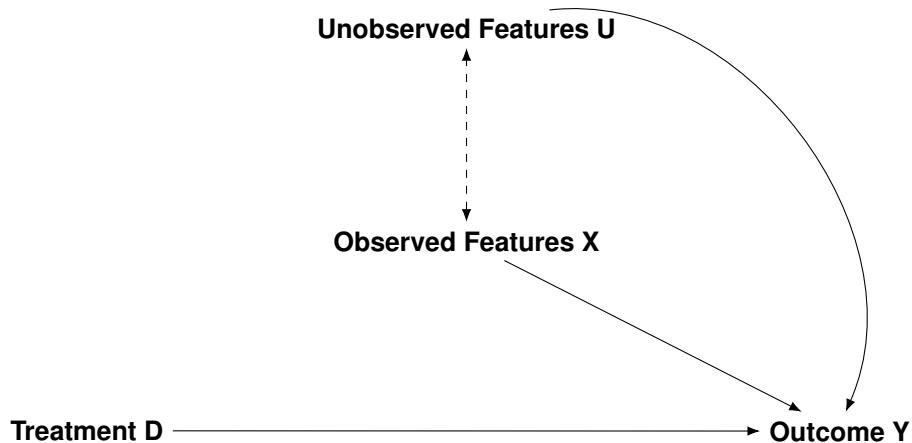 Unobserved Features U
Observed Features X
Treatment D
Outcome Y